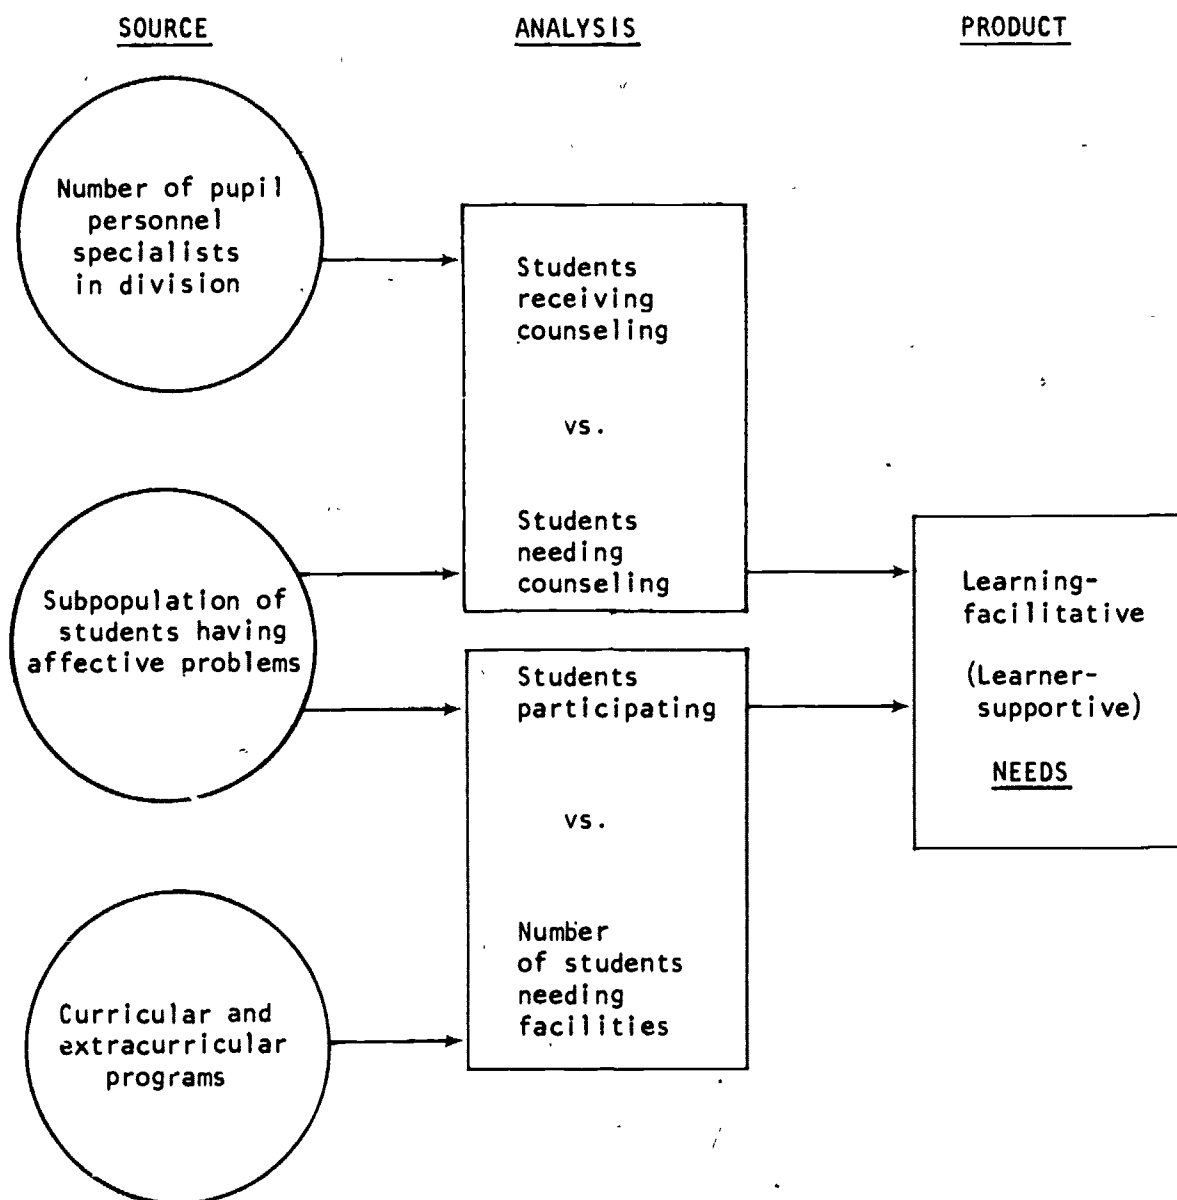 SOURCE
ANALYSIS
PRODUCT
Number of pupil
personnel
specialists
in division
Subpopulation of
students having
affective problems
Curricular and
extracurricular
programs
Students
receiving
counseling
vs.
Students
needing
counseling
Students
participating
vs.
Number
of students
needing
facilities
Learning-
facilitative
(Learner-
supportive)
NEEDS